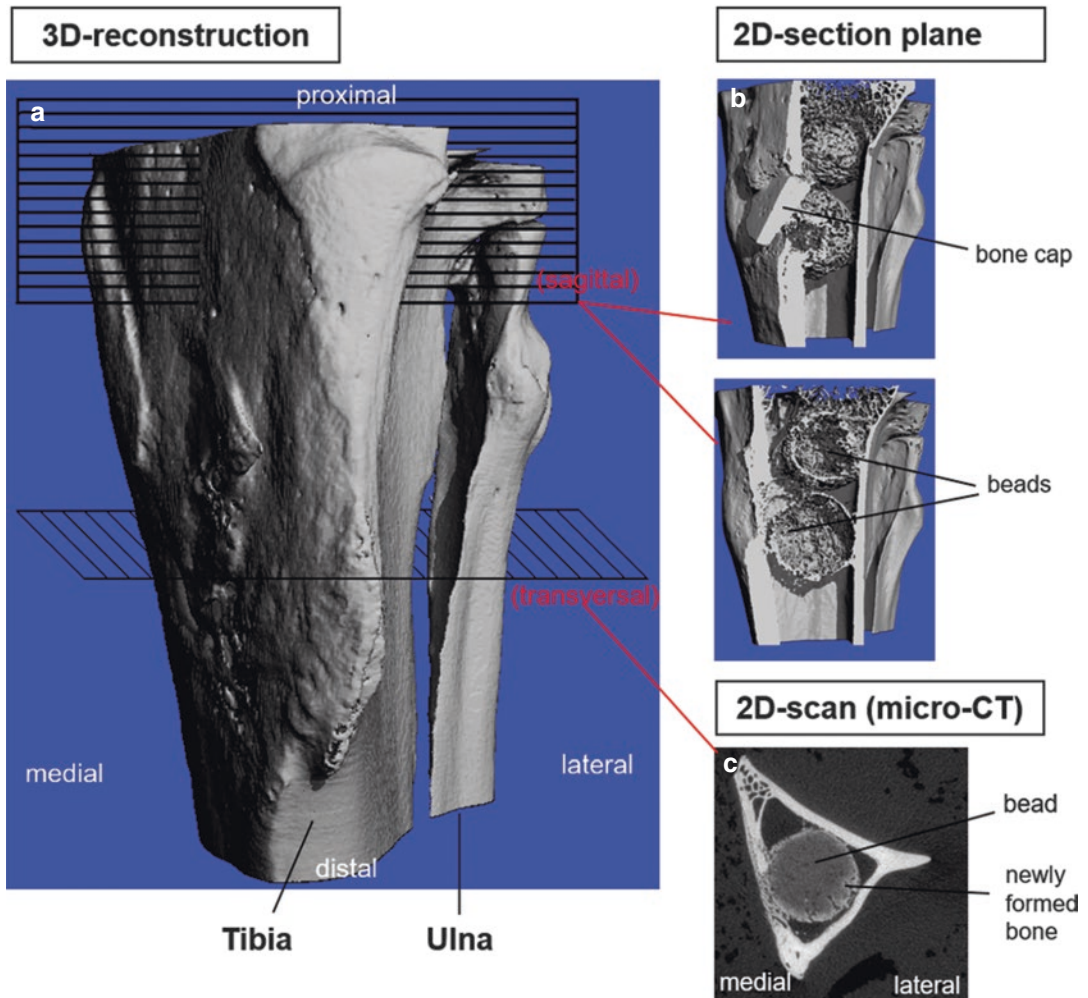 3D-reconstruction
a
proximal
(sagittal)
(transversal)
medial
lateral
distal
Tibia
Ulna
2D-section plane
b
bone cap
beads
2D-scan (micro-CT)
c
bead
newly
formed
bone
medial
lateral